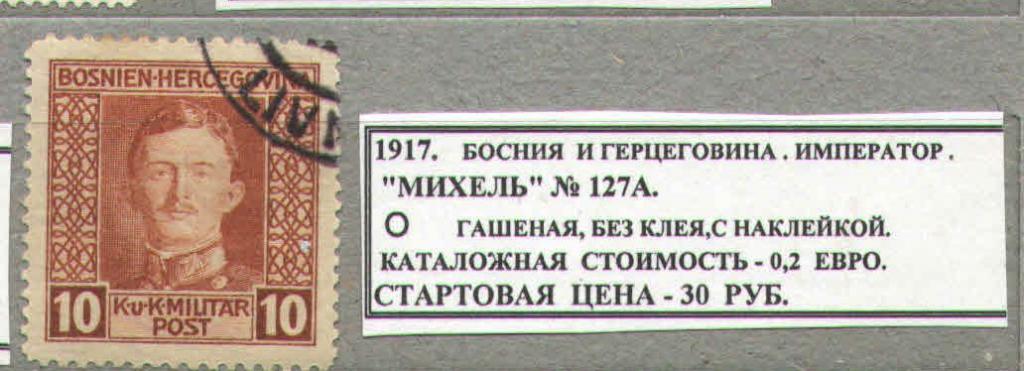 BOSNIEN-HERCEGOVINA
10
K·u·K·MILITÄR
POST
10
1917. БОСНИЯ И ГЕРЦЕГОВИНА. ИМПЕРАТОР.
"МИХЕЛЬ" № 127А.
О ГАШЕНАЯ, БЕЗ КЛЕЯ,С НАКЛЕЙКОЙ.
КАТАЛОЖНАЯ СТОИМОСТЬ - 0,2 ЕВРО.
СТАРТОВАЯ ЦЕНА - 30 РУБ.